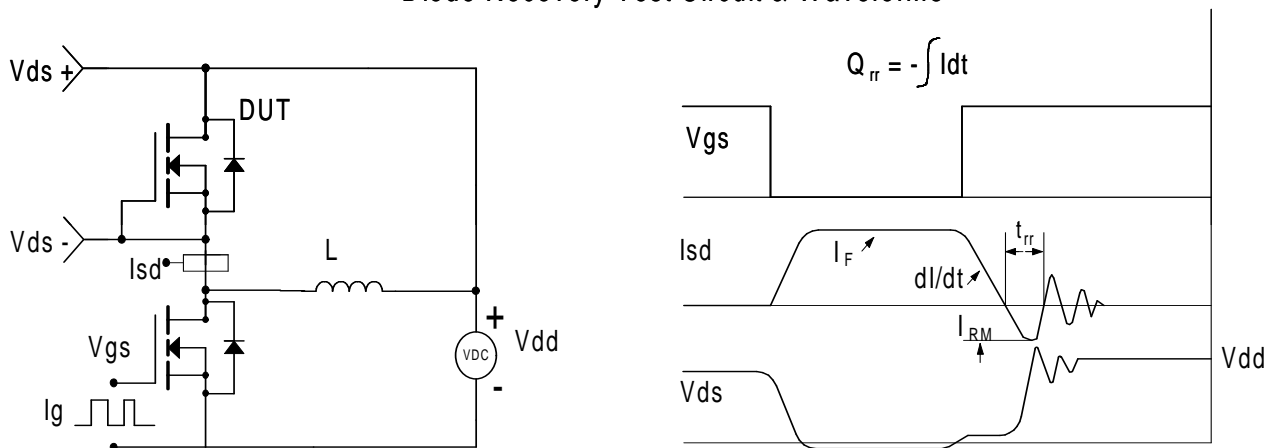 Diode Recovery Test Circuit & Waveforms
Vds +
DUT
Vds -
Isd
L
Vgs
Ig
VDC
+
-
Vdd
Q rr = - ∫ Idt
Vgs
Isd
I F
dI/dt
t rr
I RM
Vds
Vdd